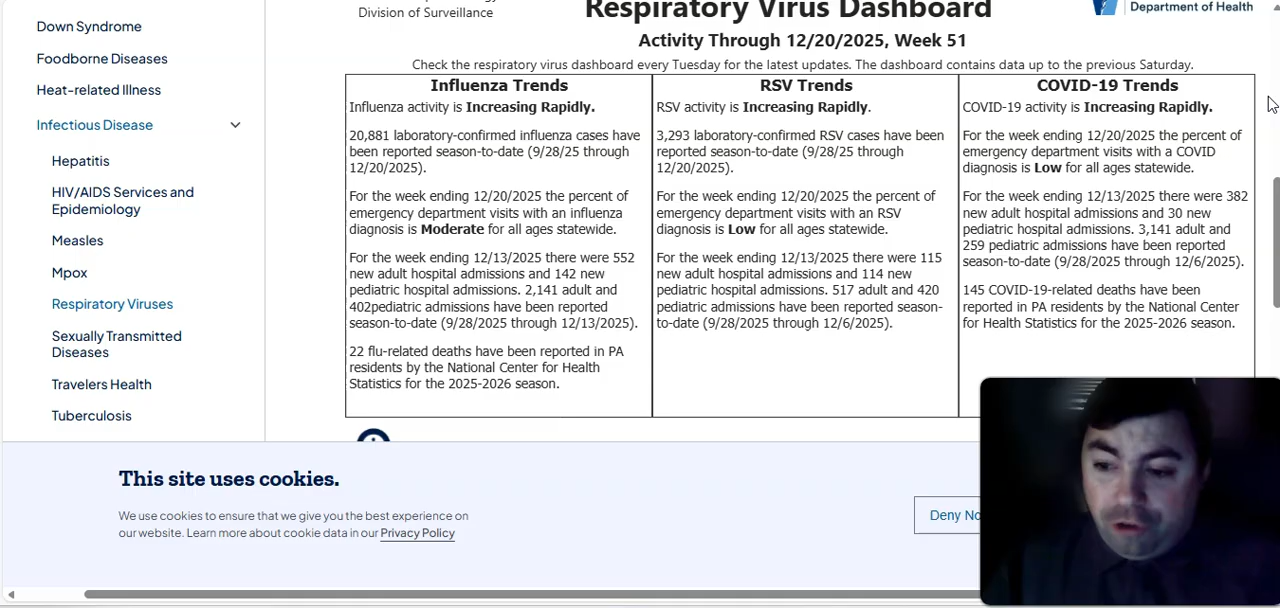 Down Syndrome
Foodborne Diseases
Heat-related Illness
Infectious Disease
Hepatitis
HIV/AIDS Services and
Epidemiology
Measles
Mpox
Respiratory Viruses
Sexually Transmitted
Diseases
Travelers Health
Tuberculosis
Division of Surveillance
Respiratory Virus Dashboard
Department of Health
Activity Through 12/20/2025, Week 51
Check the respiratory virus dashboard every Tuesday for the latest updates. The dashboard contains data up to the previous Saturday.
Influenza Trends
Influenza activity is Increasing Rapidly.
20,881 laboratory-confirmed influenza cases have
been reported season-to-date (9/28/25 through
12/20/2025).
For the week ending 12/20/2025 the percent of
emergency department visits with an influenza
diagnosis is Moderate for all ages statewide.
For the week ending 12/13/2025 there were 552
new adult hospital admissions and 142 new
pediatric hospital admissions. 2,141 adult and
402pediatric admissions have been reported
season-to-date (9/28/2025 through 12/13/2025).
22 flu-related deaths have been reported in PA
residents by the National Center for Health
Statistics for the 2025-2026 season.
RSV Trends
RSV activity is Increasing Rapidly.
3,293 laboratory-confirmed RSV cases have been
reported season-to-date (9/28/25 through
12/20/2025).
For the week ending 12/20/2025 the percent of
emergency department visits with an RSV
diagnosis is Low for all ages statewide.
For the week ending 12/13/2025 there were 115
new adult hospital admissions and 114 new
pediatric hospital admissions. 517 adult and 420
pediatric admissions have been reported season-
to-date (9/28/2025 through 12/6/2025).
COVID-19 Trends
COVID-19 activity is Increasing Rapidly.
For the week ending 12/20/2025 the percent of
emergency department visits with a COVID
diagnosis is Low for all ages statewide.
For the week ending 12/13/2025 there were 382
new adult hospital admissions and 30 new
pediatric hospital admissions. 3,141 adult and
259 pediatric admissions have been reported
season-to-date (9/28/2025 through 12/6/2025).
145 COVID-19-related deaths have been
reported in PA residents by the National Center
for Health Statistics for the 2025-2026 season.
This site uses cookies.
We use cookies to ensure that we give you the best experience on
our website. Learn more about cookie data in our Privacy Policy
Deny